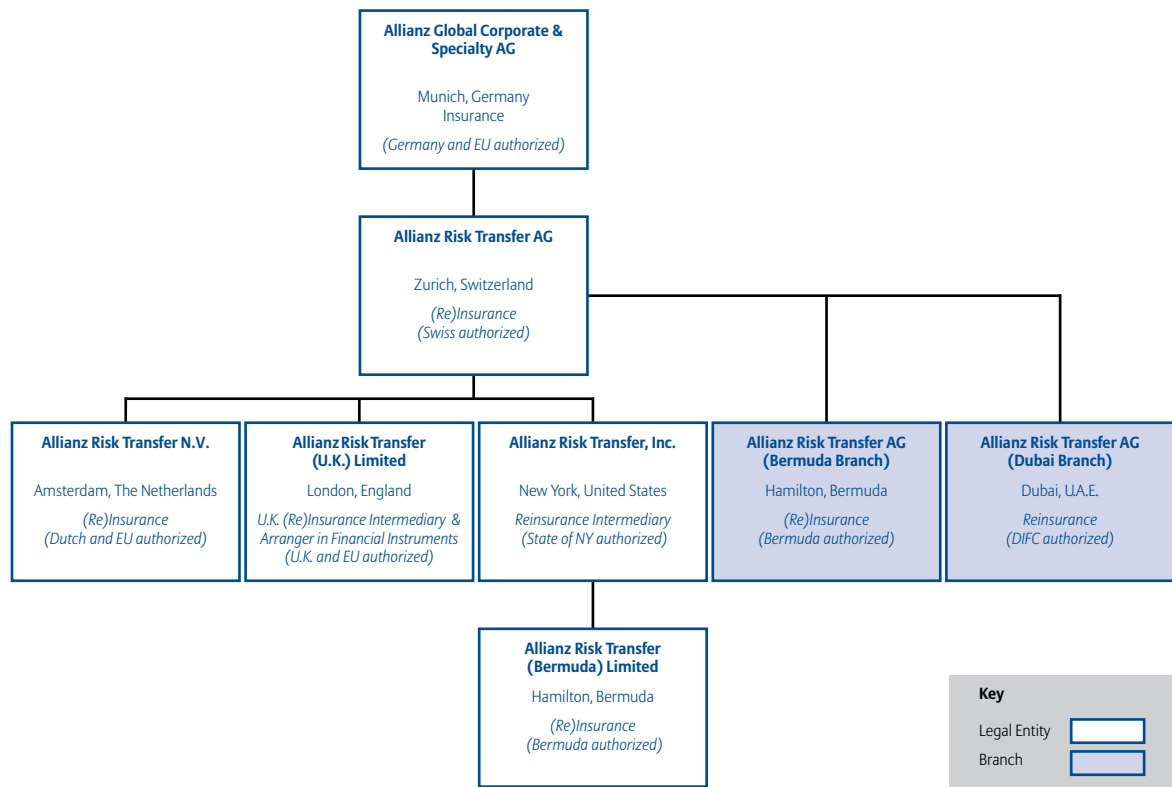 Allianz Global Corporate &
Specialty AG
Munich, Germany
Insurance
(Germany and EU authorized)
Allianz Risk Transfer AG
Zurich, Switzerland
(Re)Insurance
(Swiss authorized)
Allianz Risk Transfer N.V.
Amsterdam, The Netherlands
(Re)Insurance
(Dutch and EU authorized)
Allianz Risk Transfer
(U.K.) Limited
London, England
U.K. (Re)Insurance Intermediary &
Arranger in Financial Instruments
(U.K. and EU authorized)
Allianz Risk Transfer, Inc.
New York, United States
Reinsurance Intermediary
(State of NY authorized)
Allianz Risk Transfer AG
(Bermuda Branch)
Hamilton, Bermuda
(Re)Insurance
(Bermuda authorized)
Allianz Risk Transfer AG
(Dubai Branch)
Dubai, U.A.E.
Reinsurance
(DIFC authorized)
Allianz Risk Transfer
(Bermuda) Limited
Hamilton, Bermuda
(Re)Insurance
(Bermuda authorized)
Key
Legal Entity
Branch